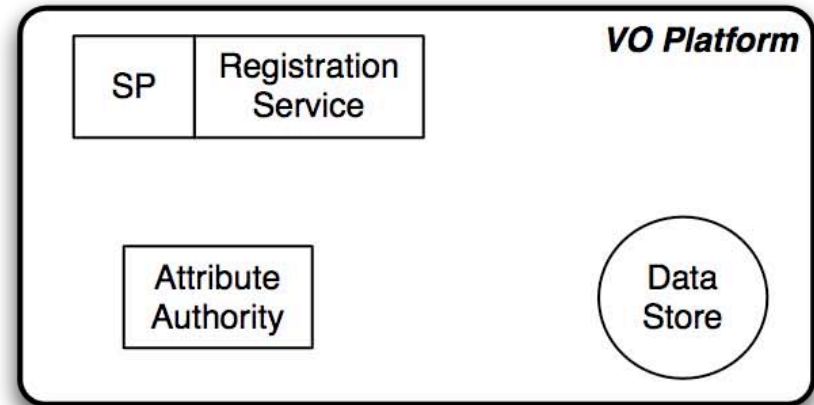 VO Platform
SP
Registration
Service
Attribute
Authority
Data
Store